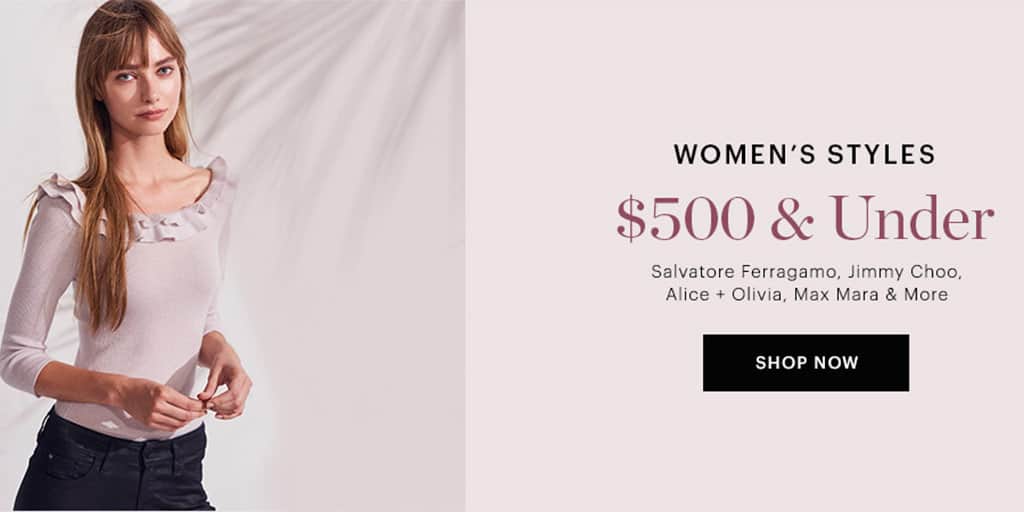 WOMEN'S STYLES
$500 & Under
Salvatore Ferragamo, Jimmy Choo,
Alice + Olivia, Max Mara & More
SHOP NOW